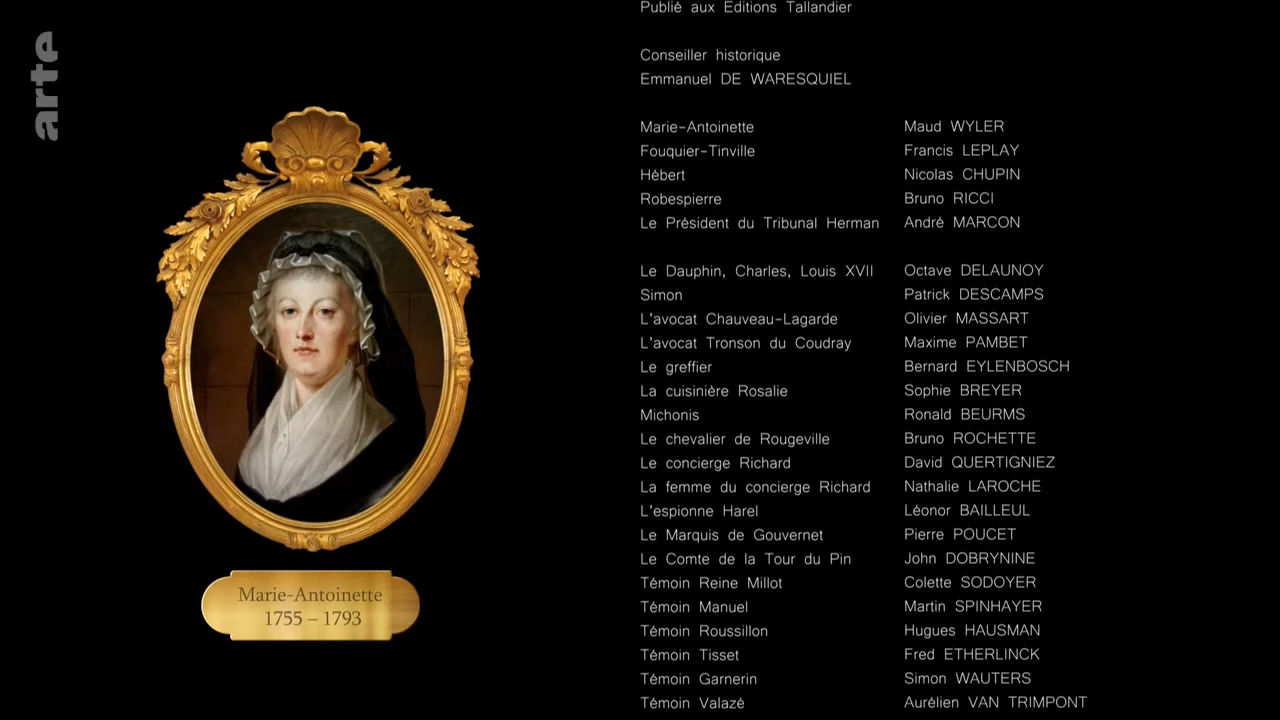 arte
Publié aux Editions Tallandier
Conseiller historique
Emmanuel DE WARESQUIEL
Marie-Antoinette Maud WYLER
Fouquier-Tinville Francis LEPLAY
Hébert Nicolas CHUPIN
Robespierre Bruno RICCI
Le Président du Tribunal Herman André MARCON
Le Dauphin, Charles, Louis XVII Octave DELAUNOY
Simon Patrick DESCAMPS
L'avocat Chauveau-Lagarde Olivier MASSART
L'avocat Tronson du Coudray Maxime PAMBET
Le greffier Bernard EYLENBOSCH
La cuisinière Rosalie Sophie BREYER
Michonis Ronald BEURMS
Le chevalier de Rougeville Bruno ROCHETTE
Le concierge Richard David QUERTIGNIEZ
La femme du concierge Richard Nathalie LAROCHE
L'espionne Harel Léonor BAILLEUL
Le Marquis de Gouvernet Pierre POUCET
Le Comte de la Tour du Pin John DOBRYNINE
Témoin Reine Millot Colette SODOYER
Témoin Manuel Martin SPINHAYER
Témoin Roussillon Hugues HAUSMAN
Témoin Tisset Fred ETHERLINCK
Témoin Garnerin Simon WAUTERS
Témoin Valazé Aurélien VAN TRIMPONT
Marie-Antoinette
1755 – 1793